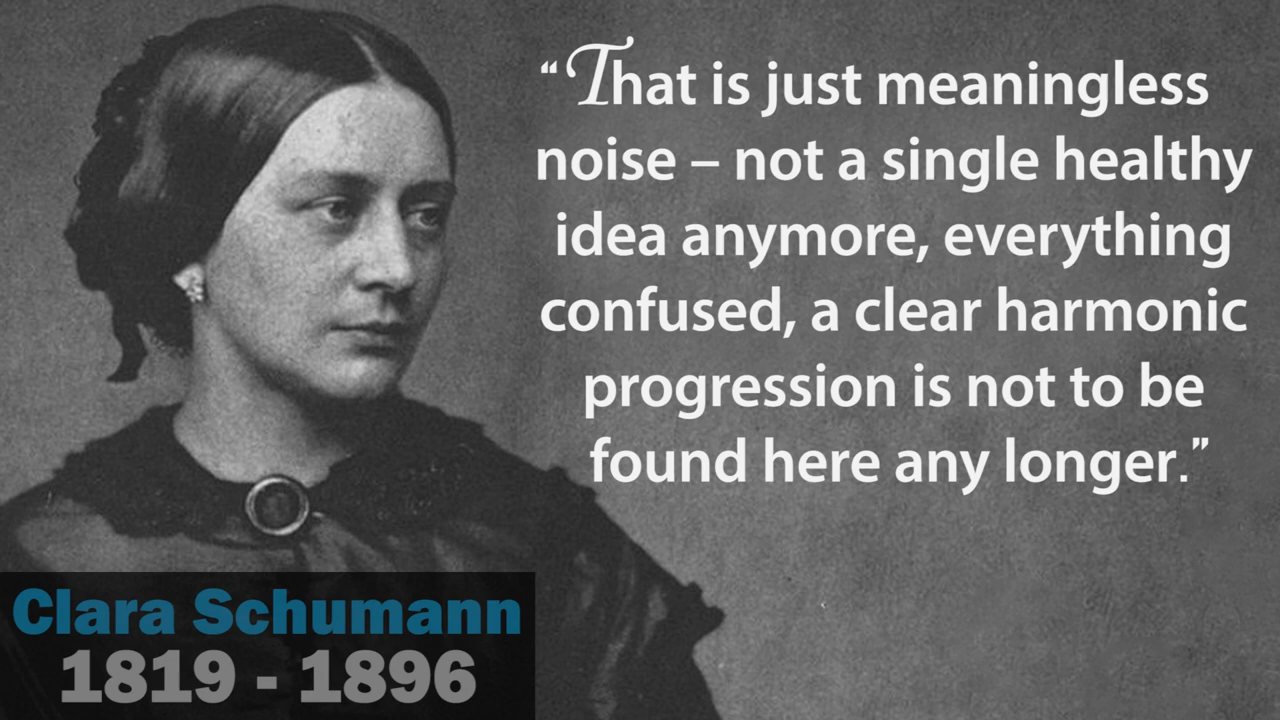 “That is just meaningless
noise – not a single healthy
idea anymore, everything
confused, a clear harmonic
progression is not to be
found here any longer.”
Clara Schumann
1819 - 1896